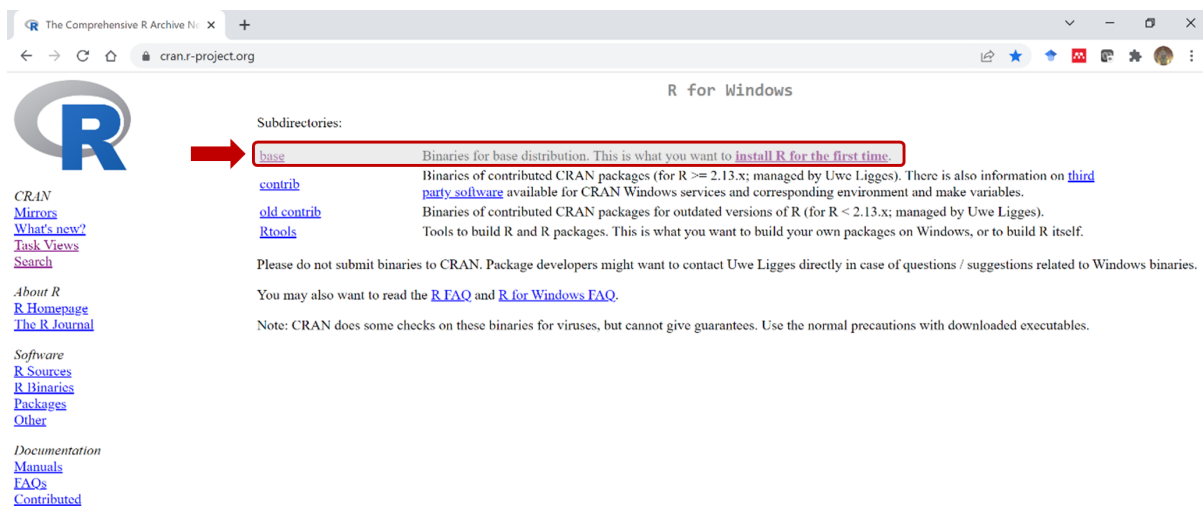 The Comprehensive R Archive Ne
cran.r-project.org
R
CRAN
Mirrors
What's new?
Task Views
Search
About R
R Homepage
The R Journal
Software
R Sources
R Binaries
Packages
Other
Documentation
Manuals
FAQs
Contributed
R for Windows
Subdirectories:
base Binaries for base distribution. This is what you want to install R for the first time.
contrib Binaries of contributed CRAN packages (for R >= 2.13.x; managed by Uwe Ligges). There is also information on third
party software available for CRAN Windows services and corresponding environment and make variables.
old contrib Binaries of contributed CRAN packages for outdated versions of R (for R < 2.13.x; managed by Uwe Ligges).
Rtools Tools to build R and R packages. This is what you want to build your own packages on Windows, or to build R itself.
Please do not submit binaries to CRAN. Package developers might want to contact Uwe Ligges directly in case of questions / suggestions related to Windows binaries.
You may also want to read the R FAQ and R for Windows FAQ.
Note: CRAN does some checks on these binaries for viruses, but cannot give guarantees. Use the normal precautions with downloaded executables.